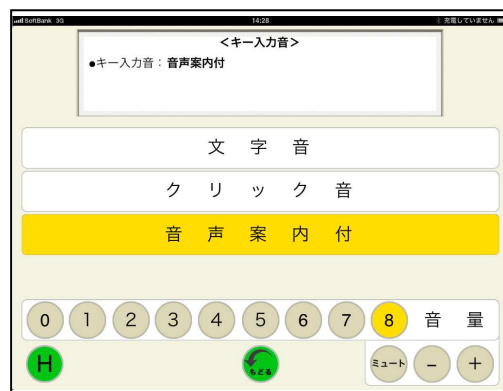 SoftBank 3G 14:28 充電していません
＜キー入力音＞
●キー入力音：音声案内付
文 字 音
ク リ ッ ク 音
音 声 案 内 付
0 1 2 3 4 5 6 7 8 音 量
H もどる ミュート － ＋